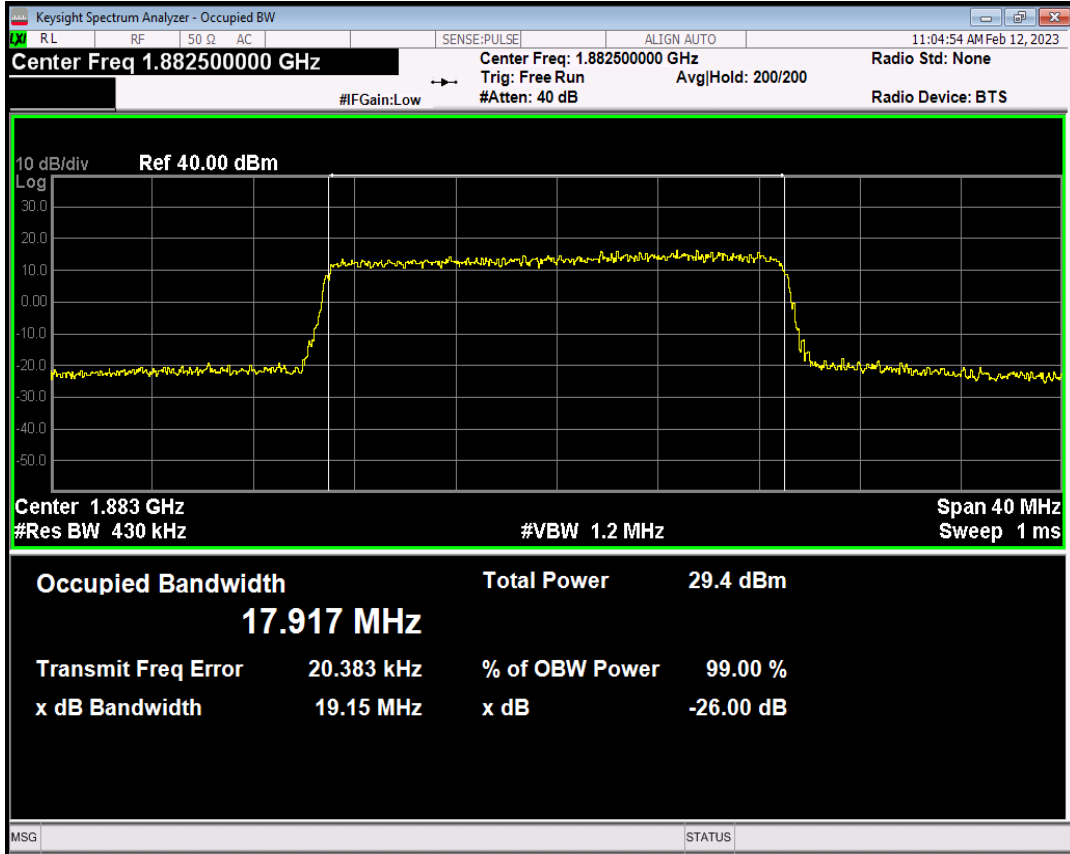 Keysight Spectrum Analyzer - Occupied BW
LXI RL RF 50 Ω AC SENSE:PULSE ALIGN AUTO 11:04:54 AM Feb 12, 2023
Center Freq 1.882500000 GHz
Center Freq: 1.882500000 GHz Radio Std: None
Trig: Free Run Avg|Hold: 200/200
#IFGain:Low #Atten: 40 dB Radio Device: BTS
10 dB/div Ref 40.00 dBm
Log
30.0
20.0
10.0
0.00
-10.0
-20.0
-30.0
-40.0
-50.0
Center 1.883 GHz Span 40 MHz
#Res BW 430 kHz #VBW 1.2 MHz Sweep 1 ms
Occupied Bandwidth Total Power 29.4 dBm
17.917 MHz
Transmit Freq Error 20.383 kHz % of OBW Power 99.00 %
x dB Bandwidth 19.15 MHz x dB -26.00 dB
MSG STATUS